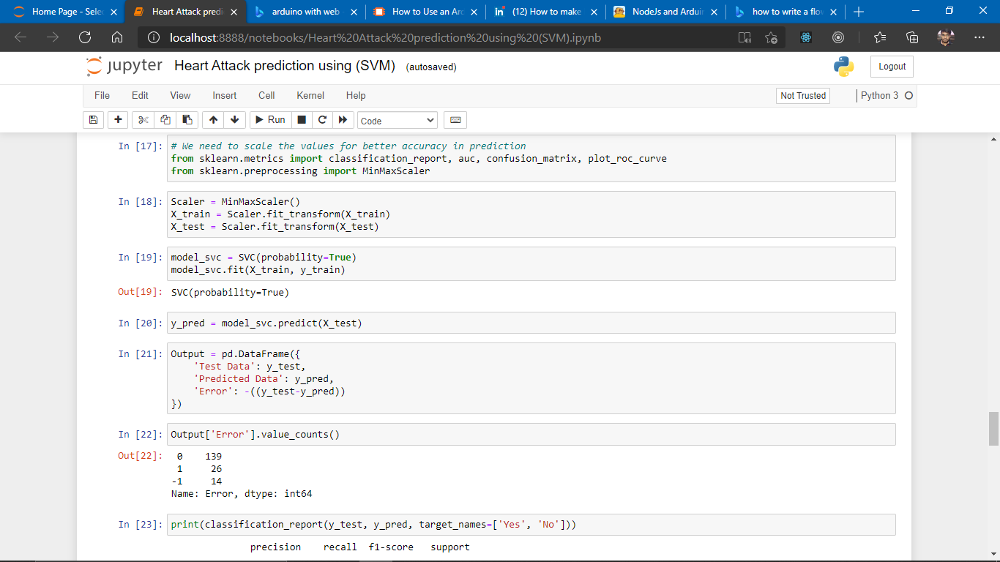 Home Page - Sele
Heart Attack predi
arduino with web
How to Use an Ard
(12) How to make
NodeJs and Arduin
how to write a flo
localhost:8888/notebooks/Heart%20Attack%20prediction%20using%20(SVM).ipynb
jupyter Heart Attack prediction using (SVM) (autosaved)
Logout
File Edit View Insert Cell Kernel Help
Not Trusted
Python 3
Run
Code
In [17]: # We need to scale the values for better accuracy in prediction
from sklearn.metrics import classification_report, auc, confusion_matrix, plot_roc_curve
from sklearn.preprocessing import MinMaxScaler
In [18]: Scaler = MinMaxScaler()
X_train = Scaler.fit_transform(X_train)
X_test = Scaler.fit_transform(X_test)
In [19]: model_svc = SVC(probability=True)
model_svc.fit(X_train, y_train)
Out[19]: SVC(probability=True)
In [20]: y_pred = model_svc.predict(X_test)
In [21]: Output = pd.DataFrame({
'Test Data': y_test,
'Predicted Data': y_pred,
'Error': -((y_test-y_pred))
})
In [22]: Output['Error'].value_counts()
Out[22]: 0 139
1 26
-1 14
Name: Error, dtype: int64
In [23]: print(classification_report(y_test, y_pred, target_names=['Yes', 'No']))
precision recall f1-score support